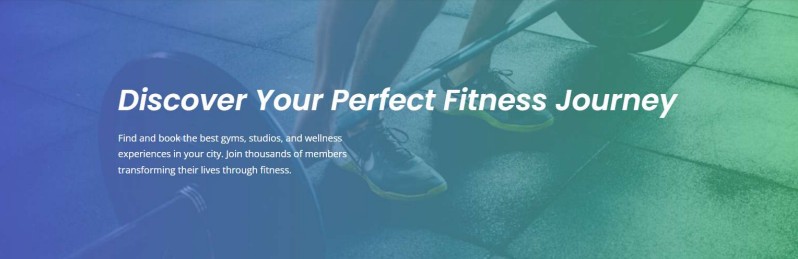 Discover Your Perfect Fitness Journey
Find and book the best gyms, studios, and wellness
experiences in your city. Join thousands of members
transforming their lives through fitness.